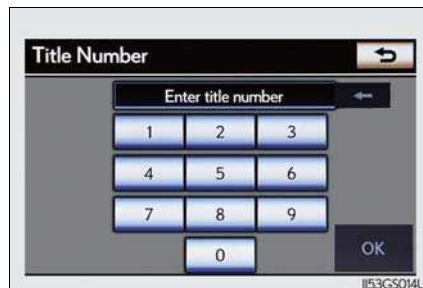 Title Number
Enter title number
1 2 3
4 5 6
7 8 9
0
OK
II53GS014L